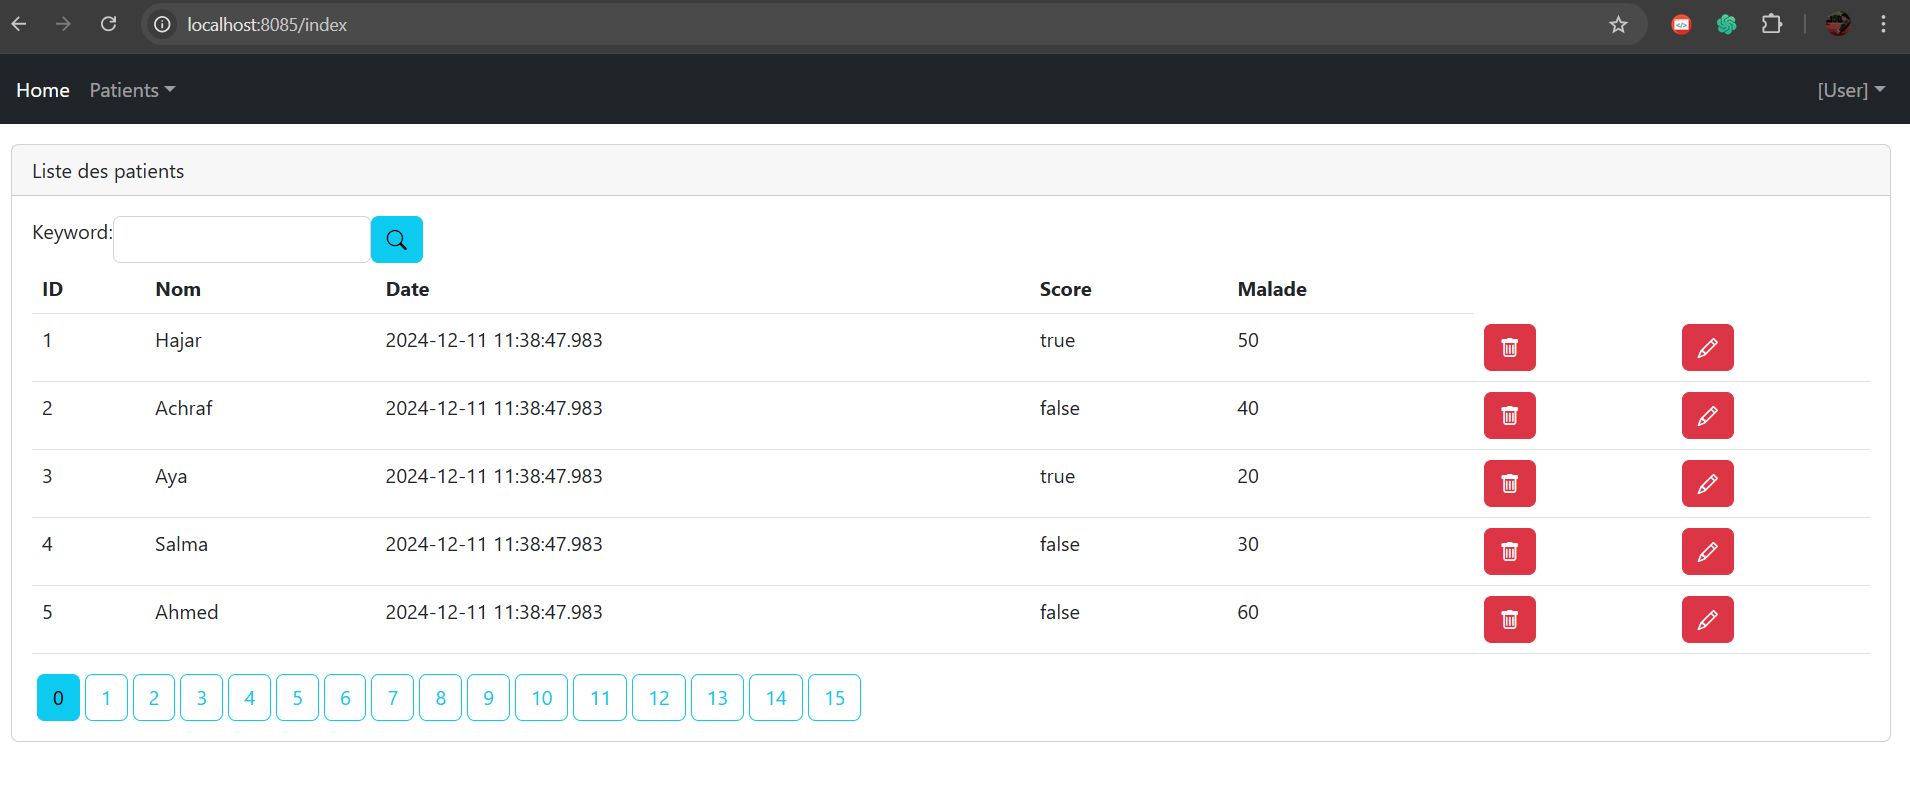 localhost:8085/index
Home Patients [User]
Liste des patients
Keyword:
ID Nom Date Score Malade
1 Hajar 2024-12-11 11:38:47.983 true 50
2 Achraf 2024-12-11 11:38:47.983 false 40
3 Aya 2024-12-11 11:38:47.983 true 20
4 Salma 2024-12-11 11:38:47.983 false 30
5 Ahmed 2024-12-11 11:38:47.983 false 60
0 1 2 3 4 5 6 7 8 9 10 11 12 13 14 15